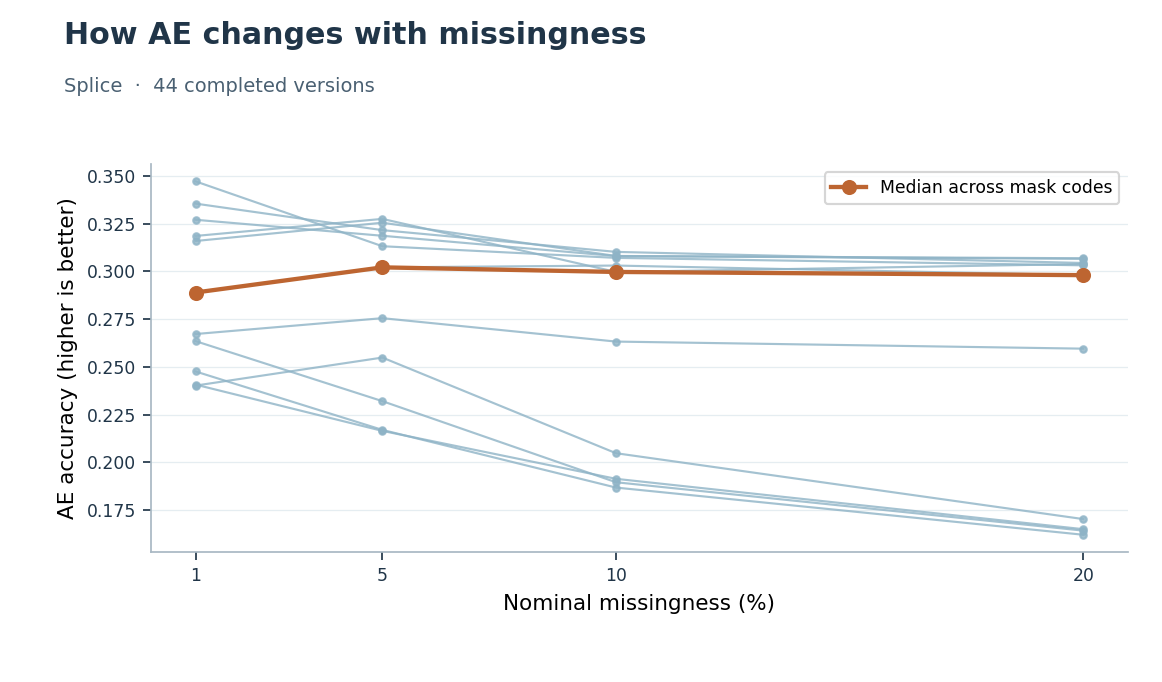 How AE changes with missingness
Splice · 44 completed versions
Median across mask codes
AE accuracy (higher is better)
0.350
0.325
0.300
0.275
0.250
0.225
0.200
0.175
1 5 10 20
Nominal missingness (%)